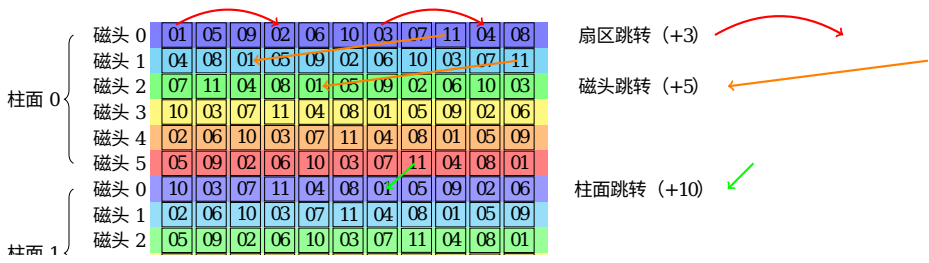 磁头 0 01 05 09 02 06 10 03 07 11 04 08 扇区跳转（+3）
磁头 1 04 08 01 05 09 02 06 10 03 07 11
磁头 2 07 11 04 08 01 05 09 02 06 10 03 磁头跳转（+5）
柱面 0
磁头 3 10 03 07 11 04 08 01 05 09 02 06
磁头 4 02 06 10 03 07 11 04 08 01 05 09
磁头 5 05 09 02 06 10 03 07 11 04 08 01
磁头 0 10 03 07 11 04 08 01 05 09 02 06 柱面跳转（+10）
磁头 1 02 06 10 03 07 11 04 08 01 05 09
磁头 2 05 09 02 06 10 03 07 11 04 08 01
柱面 1